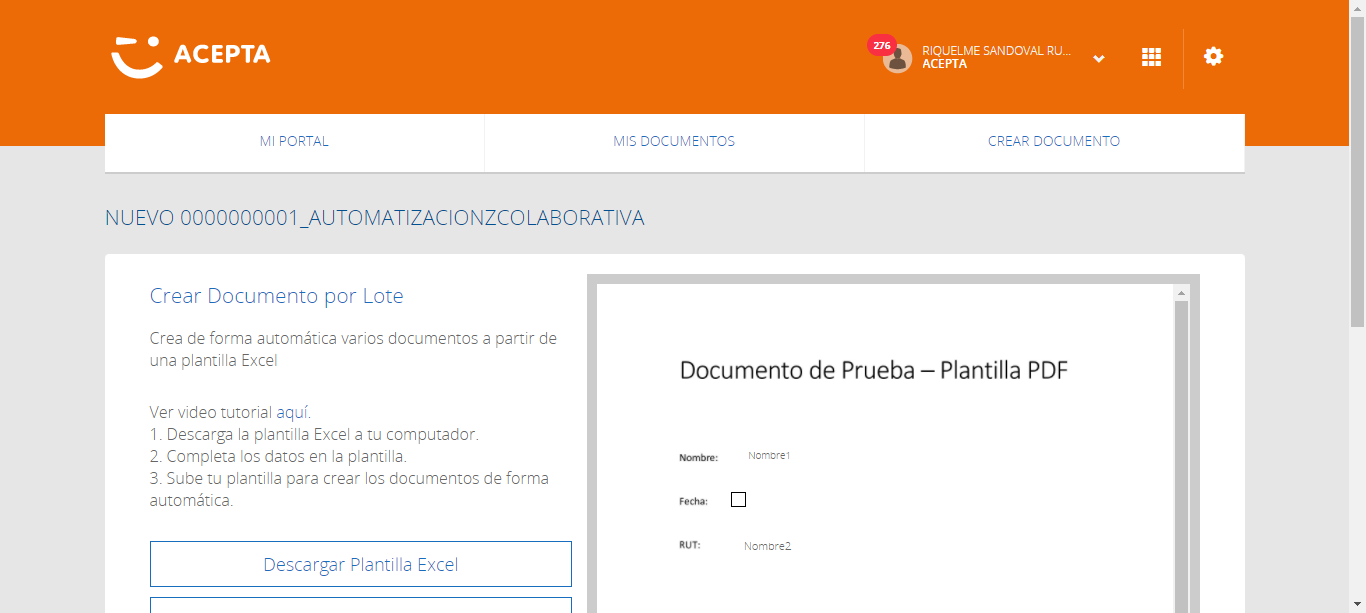 ACEPTA
276
RIQUELME SANDOVAL RU...
ACEPTA
MI PORTAL
MIS DOCUMENTOS
CREAR DOCUMENTO
NUEVO 0000000001_AUTOMATIZACIONZCOLABORATIVA
Crear Documento por Lote
Crea de forma automática varios documentos a partir de
una plantilla Excel
Ver video tutorial aquí.
1. Descarga la plantilla Excel a tu computador.
2. Completa los datos en la plantilla.
3. Sube tu plantilla para crear los documentos de forma
automática.
Descargar Plantilla Excel
Documento de Prueba – Plantilla PDF
Nombre: Nombre1
Fecha:
RUT: Nombre2